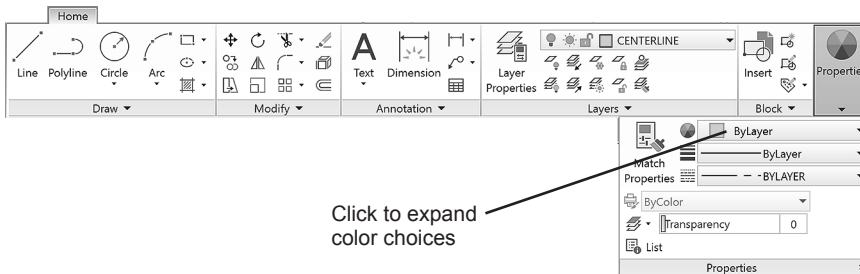 Home
Line Polyline Circle Arc
Draw
Modify
Text Dimension
Annotation
CENTERLINE
Layer
Properties
Layers
Insert
Block
Match
Properties
ByLayer
ByLayer
BYLAYER
ByColor
Transparency 0
List
Properties
Click to expand
color choices